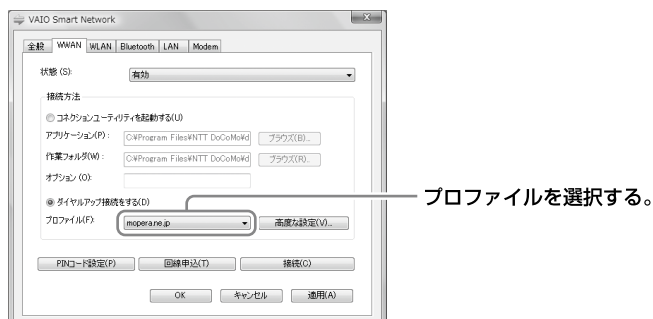 VAIO Smart Network
全般 WWAN WLAN Bluetooth LAN Modem
状態 (S): 有効
接続方法
コネクションユーティリティを起動する(U)
アプリケーション(P): C:¥Program Files¥NTT DoCoMo¥d ブラウズ(B)...
作業フォルダ(W): C:¥Program Files¥NTT DoCoMo¥d ブラウズ(R)...
オプション (O):
ダイヤルアップ接続をする(D)
プロファイルを選択する。
プロファイル(F): mopera.ne.jp 高度な設定(V)...
PINコード設定(P) 回線申込(T) 接続(C)
OK キャンセル 適用(A)